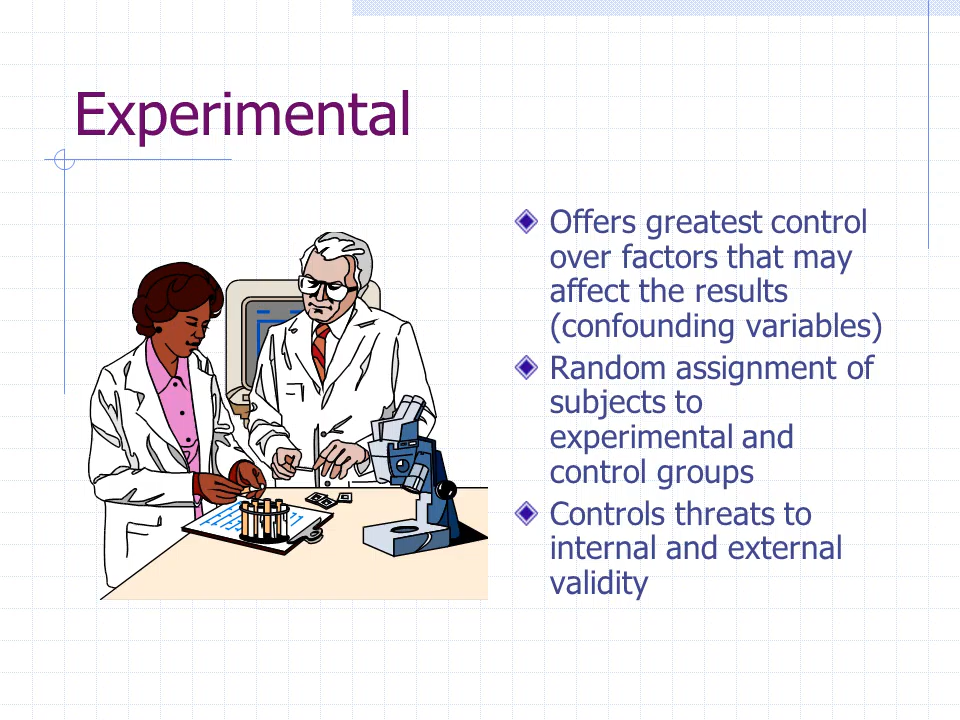 Experimental
Offers greatest control
over factors that may
affect the results
(confounding variables)
Random assignment of
subjects to
experimental and
control groups
Controls threats to
internal and external
validity